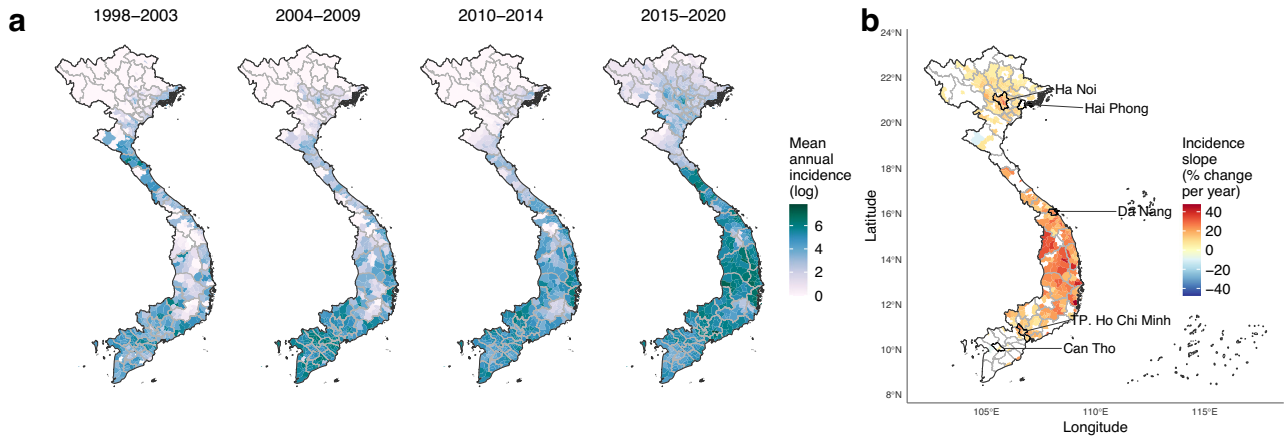 a
1998–2003
2004–2009
2010–2014
2015–2020
Mean
annual
incidence
(log)
6
4
2
0
b
24°N
22°N
20°N
18°N
16°N
14°N
12°N
10°N
8°N
Latitude
Ha Noi
Hai Phong
Da Nang
TP. Ho Chi Minh
Can Tho
Incidence
slope
(% change
per year)
40
20
0
−20
−40
105°E
110°E
115°E
Longitude